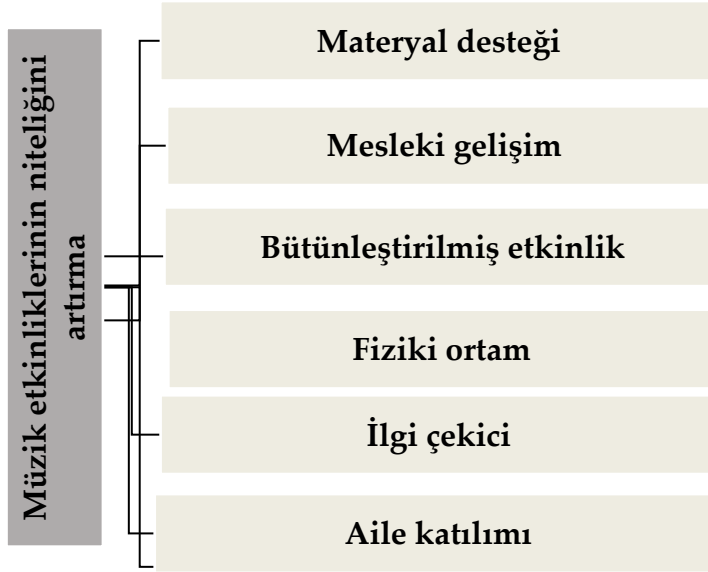 Müzik etkinliklerinin niteliğini
artırma
Materyal desteği
Mesleki gelişim
Bütünleştirilmiş etkinlik
Fiziki ortam
İlgi çekici
Aile katılımı